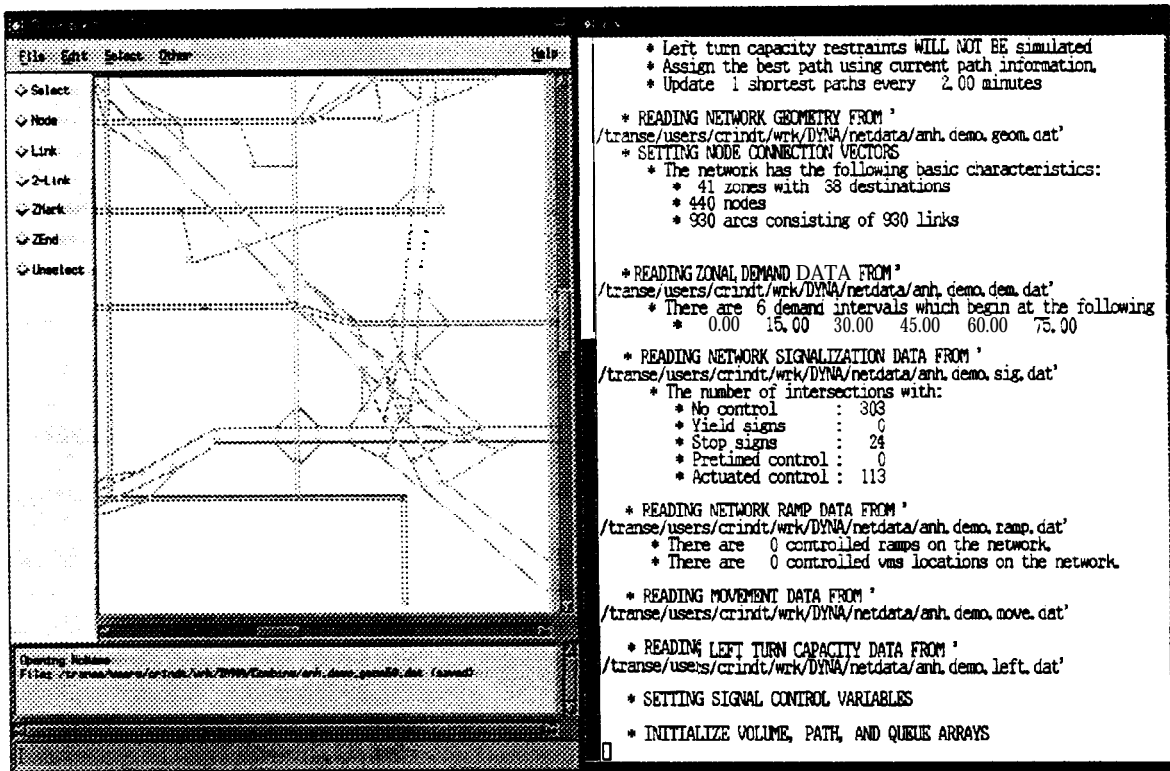 File Edit Select Other Help
Select
Node
Link
2-Link
ZMark
ZEnd
Unselect
Opening
File: (saved)
* Left turn capacity restraints WILL NOT BE simulated
* Assign the best path using current path information.
* Update 1 shortest paths every 2.00 minutes
* READING NETWORK GEOMETRY FROM '
/transe/users/crindt/wrk/DYNA/netdata/anh.demo.geom.dat'
* SETTING NODE CONNECTION VECTORS
* The network has the following basic characteristics:
* 41 zones with 38 destinations
* 440 nodes
* 930 arcs consisting of 930 links
* READING ZONAL DEMAND DATA FROM '
/transe/users/crindt/wrk/DYNA/netdata/anh.demo.dem.dat'
* There are 6 demand intervals which begin at the following
* 0.00 15.00 30.00 45.00 60.00 75.00
* READING NETWORK SIGNALIZATION DATA FROM '
/transe/users/crindt/wrk/DYNA/netdata/anh.demo.sig.dat'
* The number of intersections with:
* No control : 303
* Yield signs : 0
* Stop signs : 24
* Pretimed control : 0
* Actuated control : 113
* READING NETWORK RAMP DATA FROM '
/transe/users/crindt/wrk/DYNA/netdata/anh.demo.ramp.dat'
* There are 0 controlled ramps on the network.
* There are 0 controlled vms locations on the network.
* READING MOVEMENT DATA FROM '
/transe/users/crindt/wrk/DYNA/netdata/anh.demo.move.dat'
* READING LEFT TURN CAPACITY DATA FROM '
/transe/users/crindt/wrk/DYNA/netdata/anh.demo.left.dat'
* SETTING SIGNAL CONTROL VARIABLES
* INITIALIZE VOLUME, PATH, AND QUEUE ARRAYS